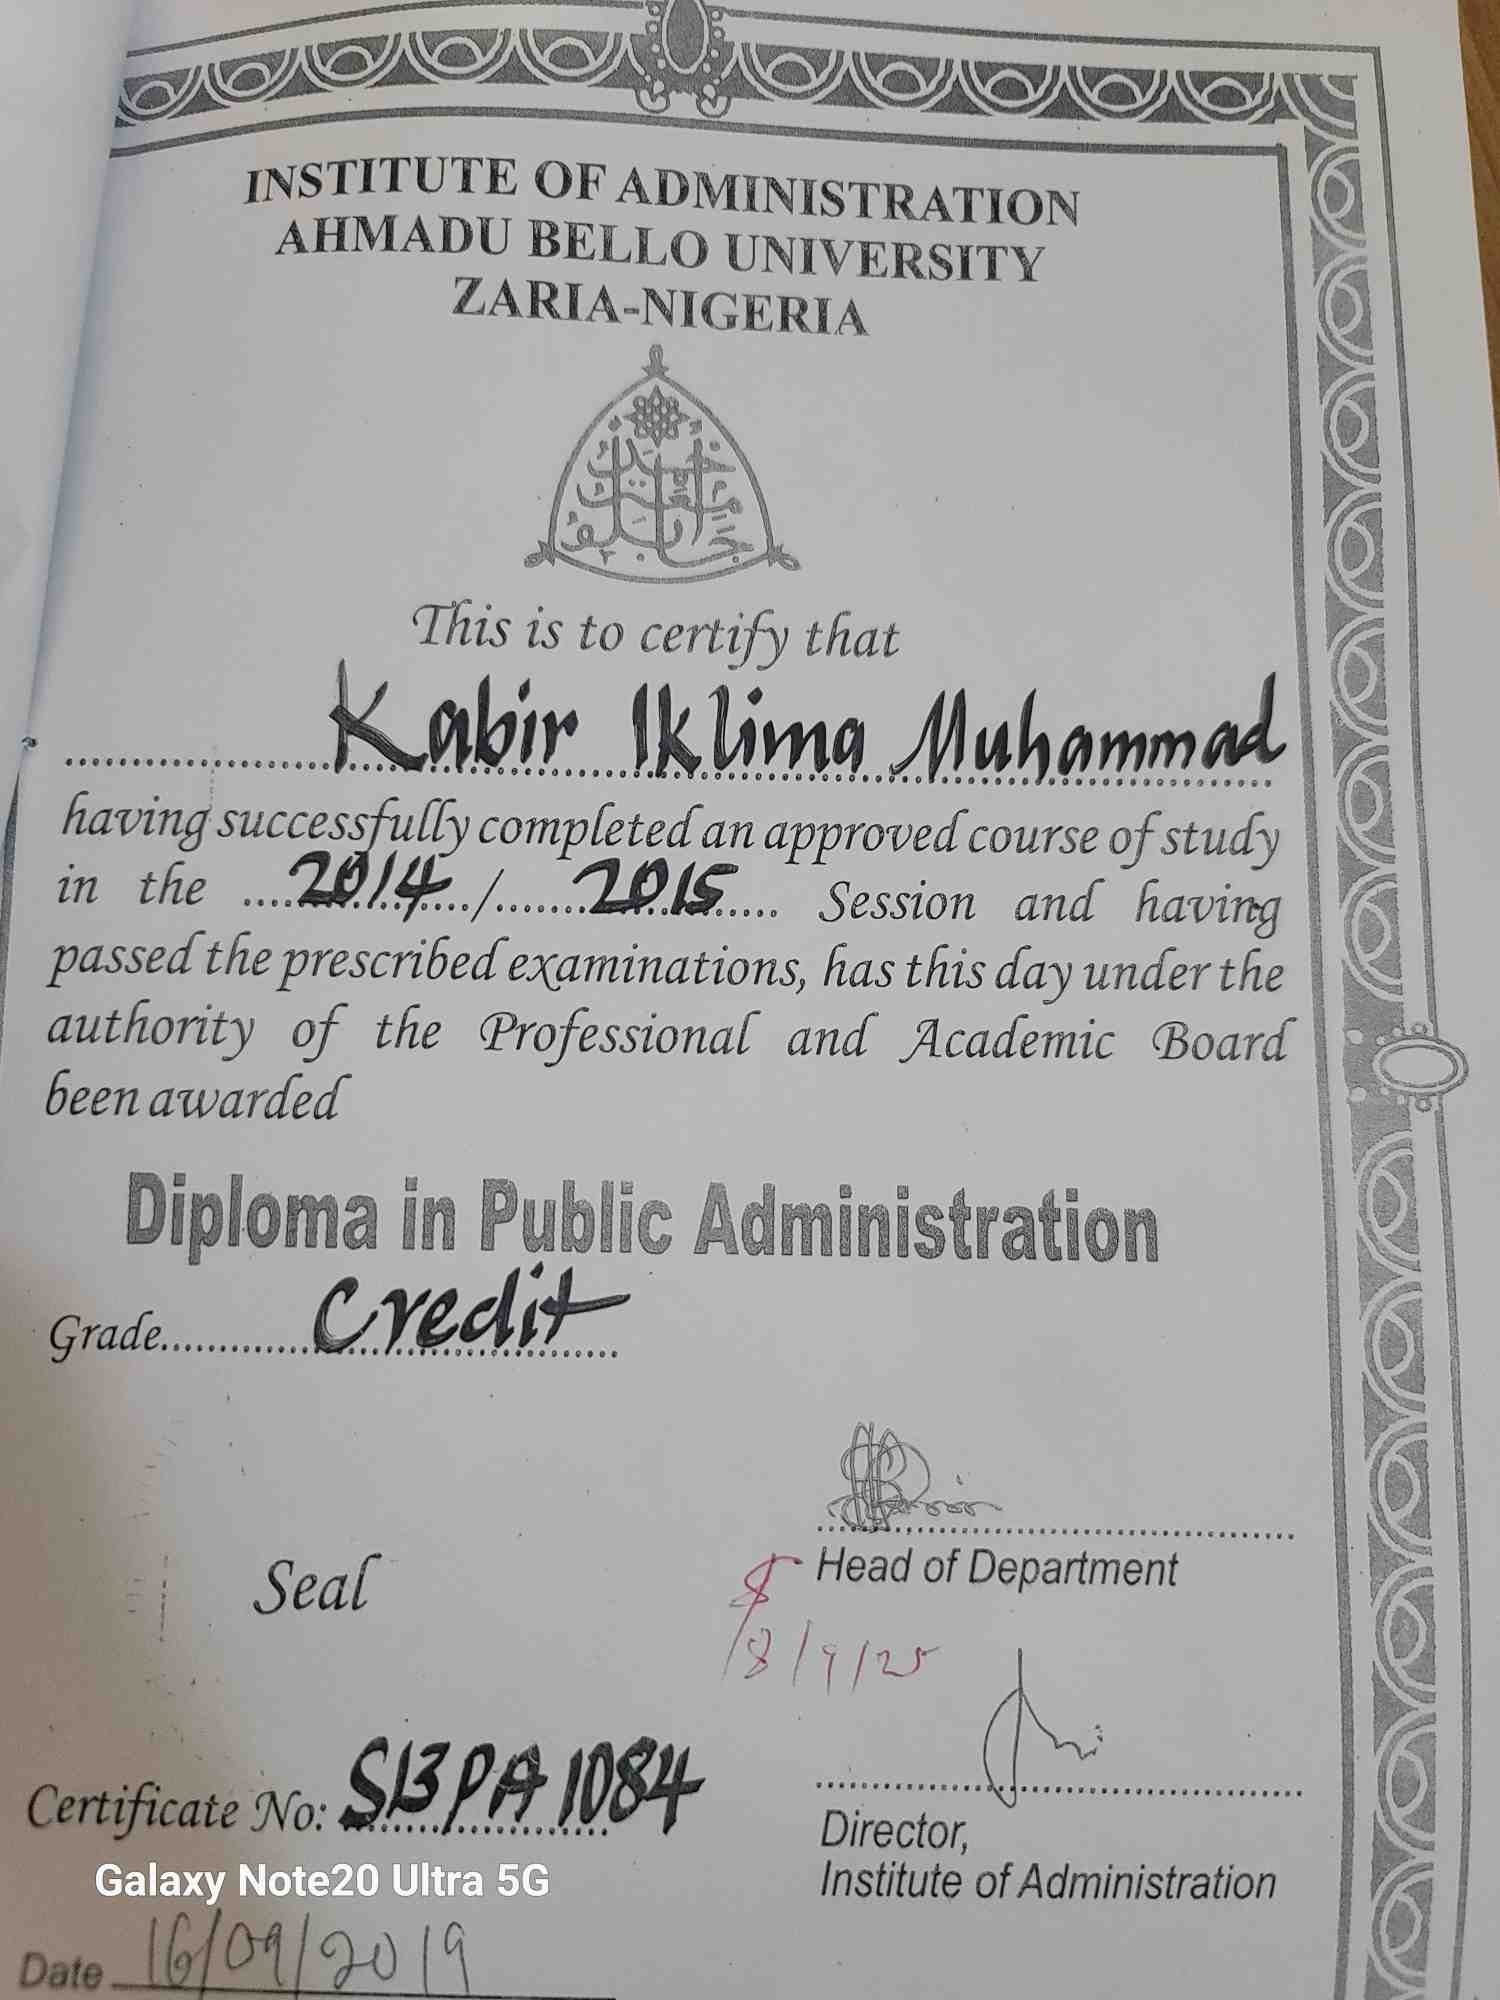 INSTITUTE OF ADMINISTRATION
AHMADU BELLO UNIVERSITY
ZARIA-NIGERIA
This is to certify that
Kabir Iklima Muhammad
having successfully completed an approved course of study
in the 2014 / 2015 Session and having
passed the prescribed examinations, has this day under the
authority of the Professional and Academic Board
been awarded
Diploma in Public Administration
Grade Credit
Head of Department
Seal
18/9/25
Certificate No: S13PA1084
Director,
Institute of Administration
Galaxy Note20 Ultra 5G
Date 16/09/2019